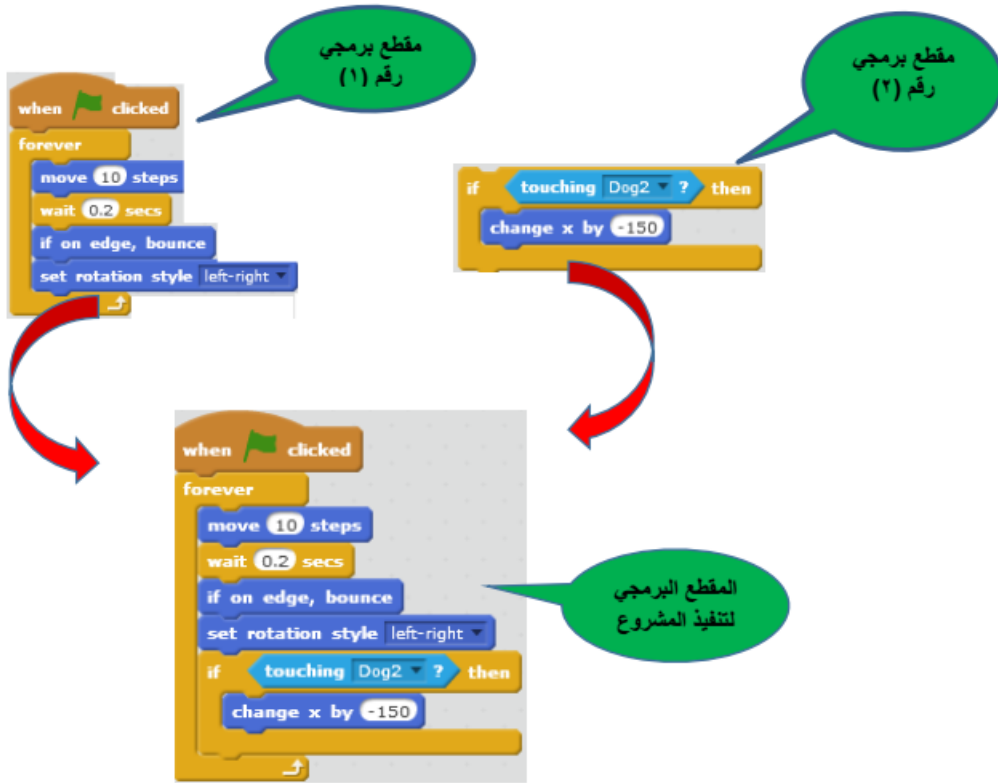 مقطع برمجي
رقم (١)
مقطع برمجي
رقم (٢)
when clicked
forever
move 10 steps
wait 0.2 secs
if on edge, bounce
set rotation style left-right
if touching Dog2 ? then
change x by -150
when clicked
forever
move 10 steps
wait 0.2 secs
if on edge, bounce
set rotation style left-right
if touching Dog2 ? then
change x by -150
المقطع البرمجي
لتنفيذ المشروع